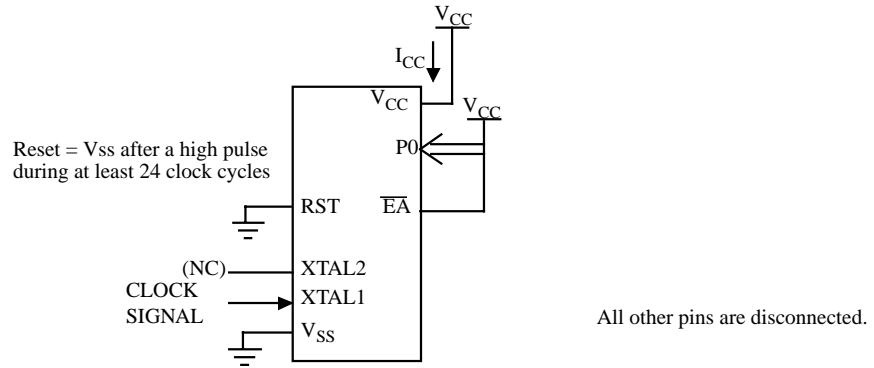 VCC
ICC
VCC
VCC
P0
Reset = Vss after a high pulse
during at least 24 clock cycles
RST
EA
(NC)
XTAL2
CLOCK
SIGNAL
XTAL1
VSS
All other pins are disconnected.